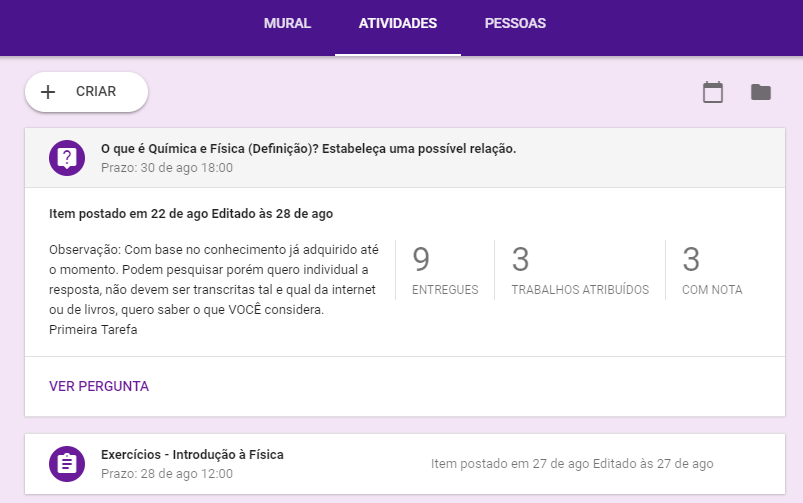 MURAL ATIVIDADES PESSOAS
CRIAR
O que é Química e Física (Definição)? Estabeleça uma possível relação.
Prazo: 30 de ago 18:00
Item postado em 22 de ago Editado às 28 de ago
Observação: Com base no conhecimento já adquirido até
o momento. Podem pesquisar porém quero individual a
resposta, não devem ser transcritas tal e qual da internet
ou de livros, quero saber o que VOCÊ considera.
Primeira Tarefa
9
ENTREGUES
3
TRABALHOS ATRIBUÍDOS
3
COM NOTA
VER PERGUNTA
Exercícios - Introdução à Física
Prazo: 28 de ago 12:00
Item postado em 27 de ago Editado às 27 de ago